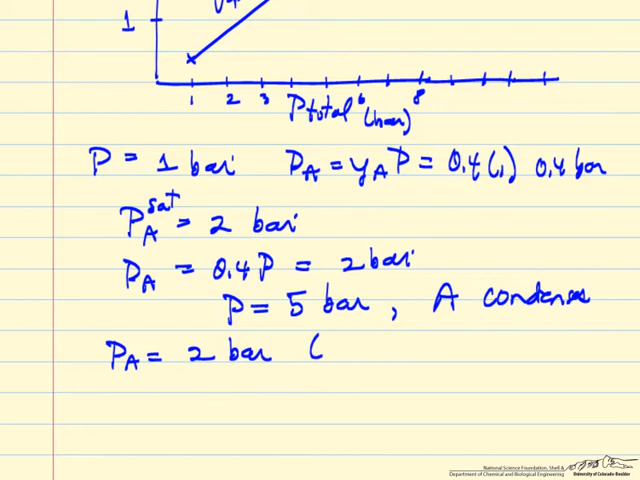 1
1 2 3 6 8
Ptotal (bar)
P = 1 bar PA = yA P = 0.4(1) 0.4 bar
PA^sat = 2 bar
PA = 0.4P = 2 bar
P = 5 bar, A condenses
PA = 2 bar (
National Science Foundation, Shell &
Department of Chemical and Biological Engineering
University of Colorado Boulder